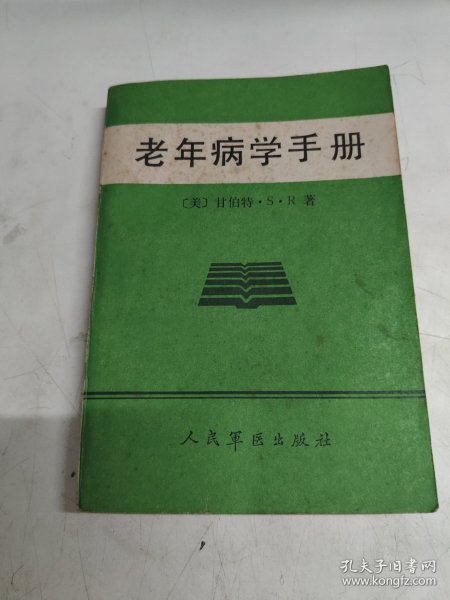 老年病学手册
〔美〕甘伯特·S·R 著
人民軍医出版社
孔夫子旧书网
www.kongfz.com